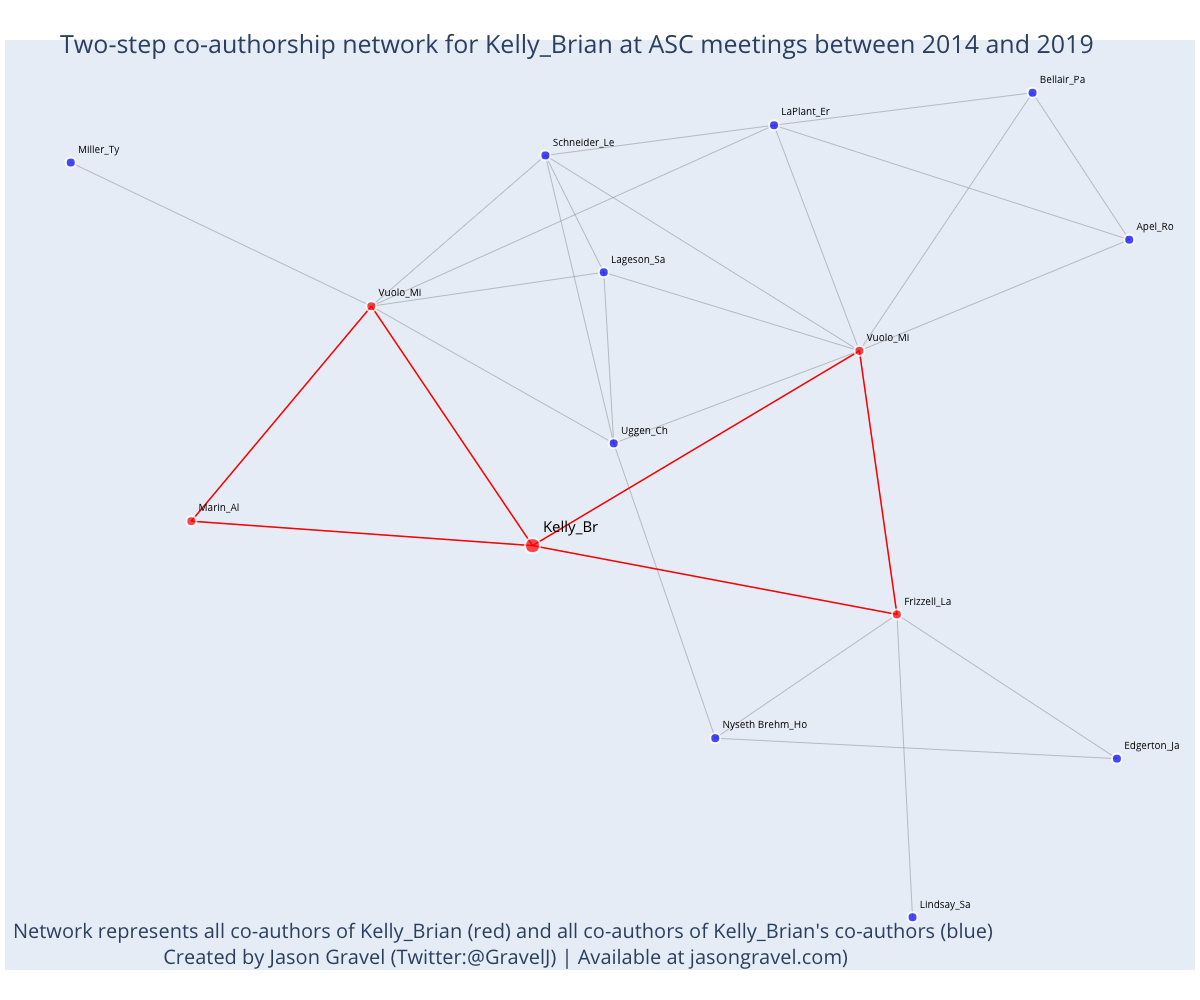 Two-step co-authorship network for Kelly_Brian at ASC meetings between 2014 and 2019
Bellair_Pa
LaPlant_Er
Schneider_Le
Miller_Ty
Apel_Ro
Lageson_Sa
Vuolo_Mi
Vuolo_Mi
Uggen_Ch
Marin_Al
Kelly_Br
Frizzell_La
Nyseth Brehm_Ho
Edgerton_Ja
Lindsay_Sa
Network represents all co-authors of Kelly_Brian (red) and all co-authors of Kelly_Brian's co-authors (blue)
Created by Jason Gravel (Twitter:@GravelJ) | Available at jasongravel.com)